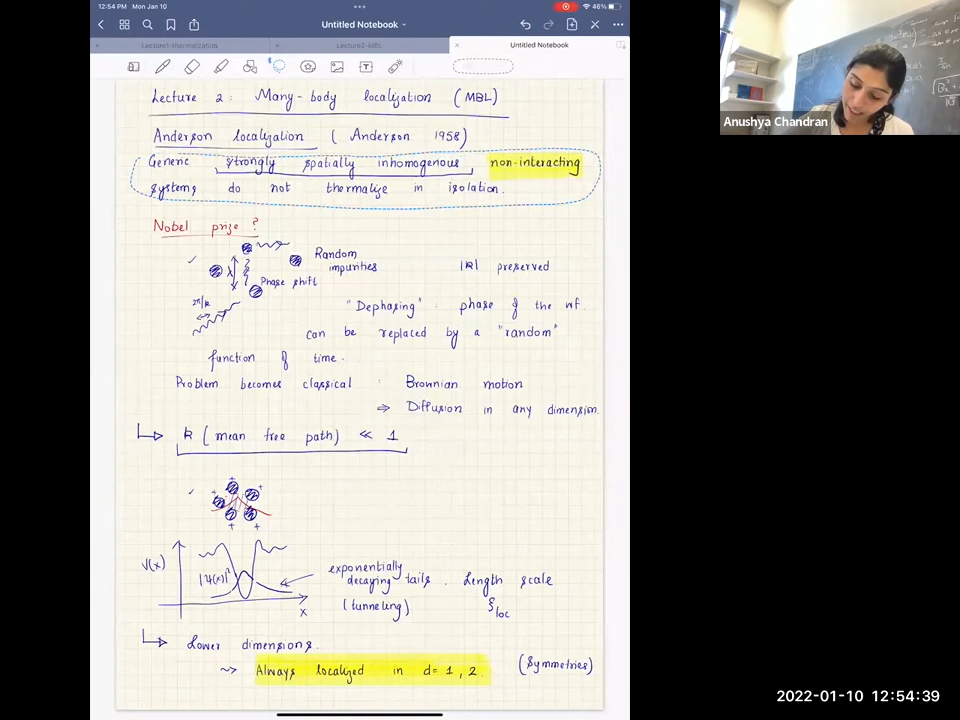 12:54 PM Mon Jan 10
46%
Untitled Notebook
Lecture1-thermalization
Lecture2-MBL
Untitled Notebook
Anushya Chandran
Lecture 2: Many-body localization (MBL)
Anderson localization (Anderson 1958)
Generic strongly spatially inhomogenous non-interacting
systems do not thermalize in isolation.
Nobel prize?
Random
impurities
|k| preserved
λ
Phase shift
2π/k
"Dephasing": phase of the wf
can be replaced by a "random"
function of time.
Problem becomes classical : Brownian motion
⇒ Diffusion in any dimension.
k (mean free path) ≪ 1
V(x)
|ψ(x)|²
x
exponentially
decaying tails. Length scale
(tunneling) ξloc
Lower dimensions.
Always localized in d=1,2. (Symmetries)
2022-01-10 12:54:39